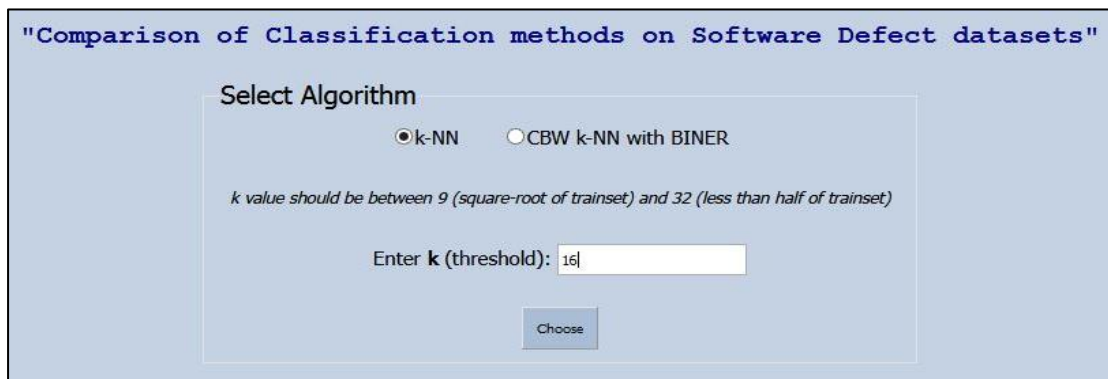 "Comparison of Classification methods on Software Defect datasets"
Select Algorithm
k-NN CBW k-NN with BINER
k value should be between 9 (square-root of trainset) and 32 (less than half of trainset)
Enter k (threshold): 16
Choose